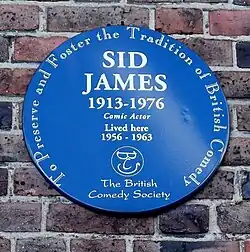 To Preserve and Foster the Tradition of British Comedy
SID
JAMES
1913-1976
Comic Actor
Lived here
1956 - 1963
The British
Comedy Society